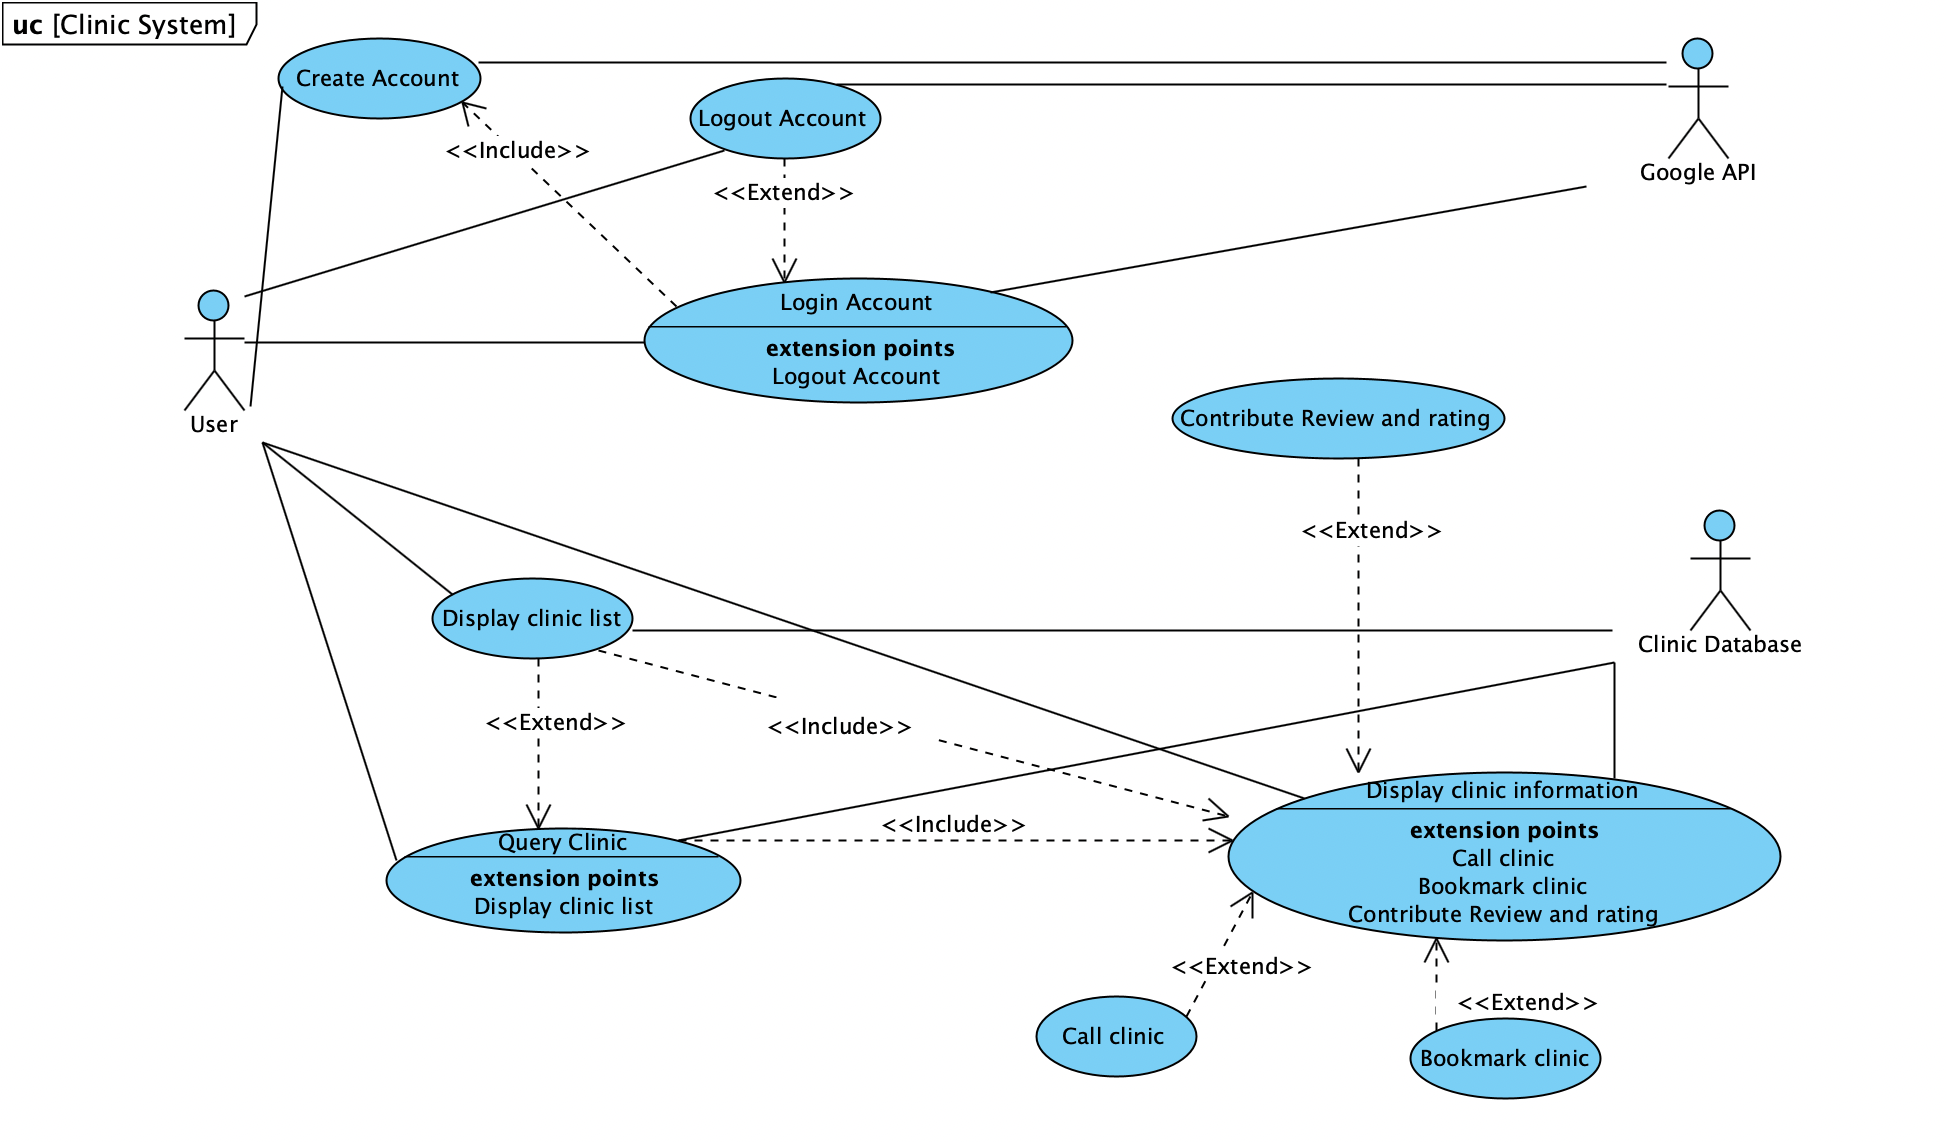 uc [Clinic System]
Create Account
Logout Account
<<Include>>
Google API
<<Extend>>
Login Account
extension points
Logout Account
User
Contribute Review and rating
<<Extend>>
Display clinic list
Clinic Database
<<Extend>>
<<Include>>
Display clinic information
<<Include>>
extension points
Call clinic
Bookmark clinic
Contribute Review and rating
Query Clinic
extension points
Display clinic list
<<Extend>>
<<Extend>>
Call clinic
Bookmark clinic